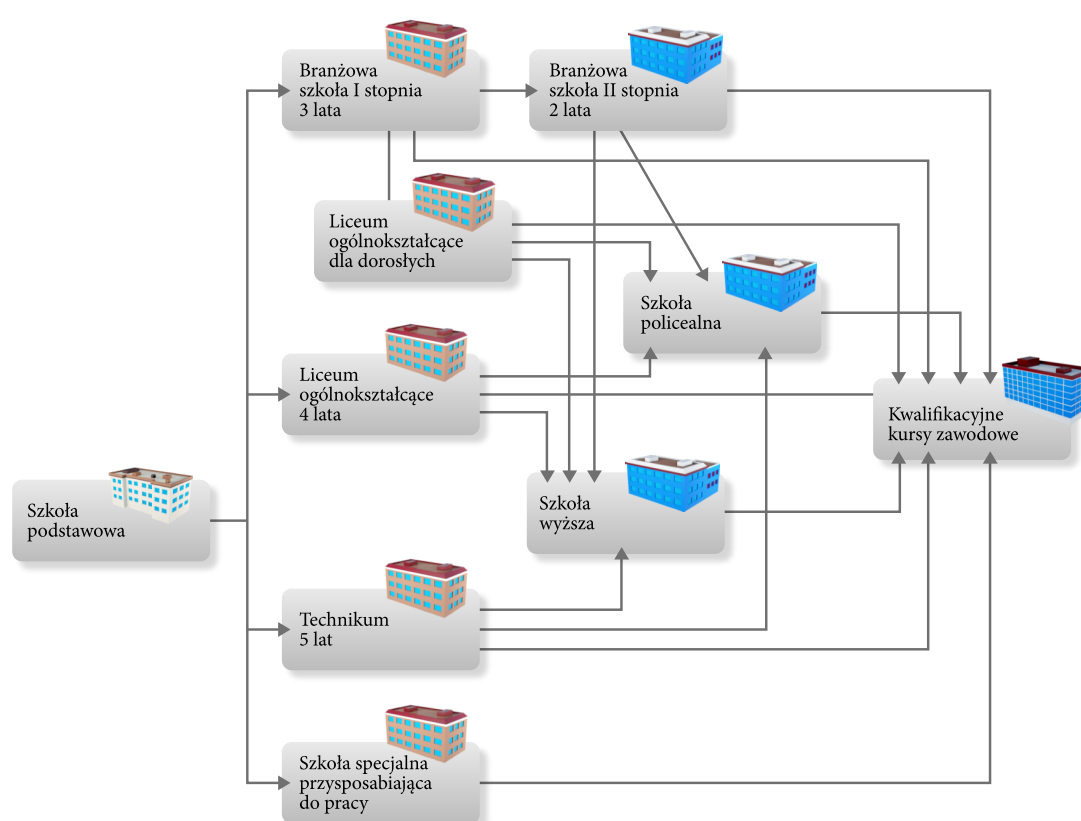 Branżowa
szkoła I stopnia
3 lata
Branżowa
szkoła II stopnia
2 lata
Liceum
ogólnokształcące
dla dorosłych
Szkoła
policealna
Liceum
ogólnokształcące
4 lata
Kwalifikacyjne
kursy zawodowe
Szkoła
podstawowa
Szkoła
wyższa
Technikum
5 lat
Szkoła specjalna
przysposabiająca
do pracy